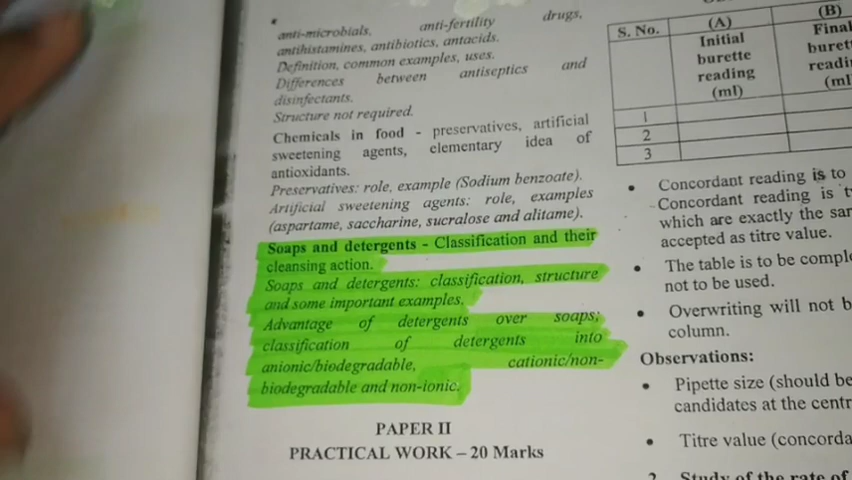 anti-microbials, anti-fertility drugs,
antihistamines, antibiotics, antacids.
Definition, common examples, uses.
Differences between antiseptics and
disinfectants.
Structure not required.
Chemicals in food - preservatives, artificial
sweetening agents, elementary idea of
antioxidants.
Preservatives: role, example (Sodium benzoate).
Artificial sweetening agents: role, examples
(aspartame, saccharine, sucralose and alitame).
Soaps and detergents - Classification and their
cleansing action.
Soaps and detergents: classification, structure
and some important examples.
Advantage of detergents over soaps;
classification of detergents into
anionic/biodegradable, cationic/non-
biodegradable and non-ionic.
PAPER II
PRACTICAL WORK – 20 Marks
S. No. (A) (B)
Initial Final
burette
reading
(ml) (ml
1
2
3
• Concordant reading is to
Concordant reading is
which are exactly the
accepted as titre value.
• The table is to be
not to be used.
• Overwriting will not
column.
Observations:
• Pipette size (should be
candidates at the
• Titre value
Study of the rate of